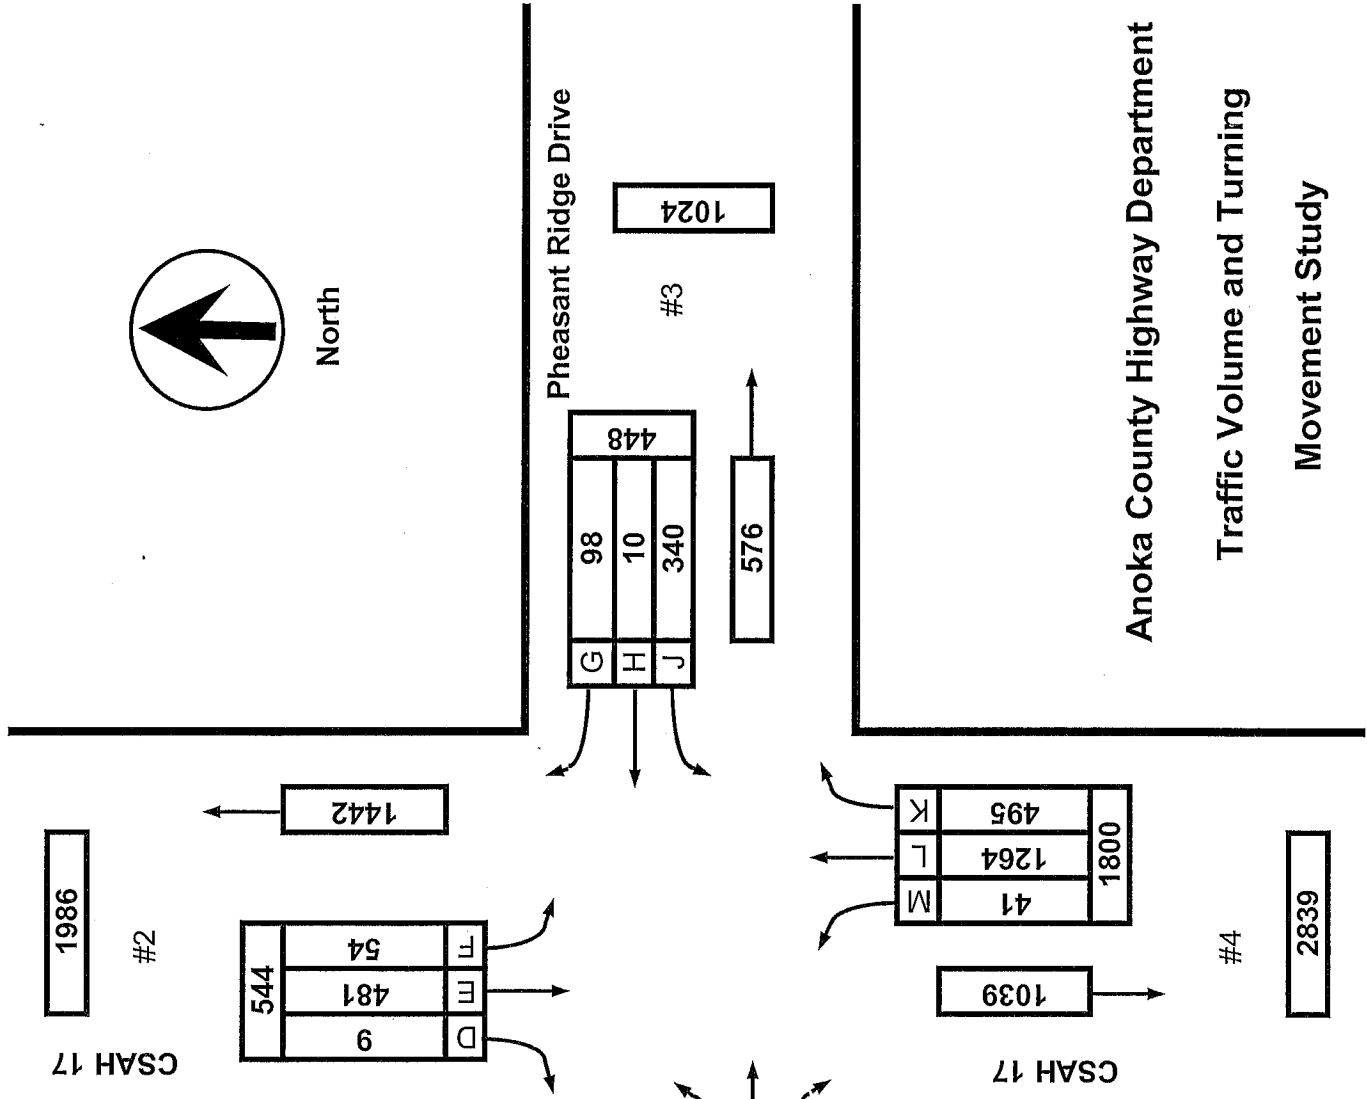 North
CSAH 17
1986
#2
544
9
481
54
D
E
F
1442
Pheasant Ridge Drive
1024
#3
448
G 98
H 10
J 340
576
K
L
M
495
1264
41
1800
1039
CSAH 17
#4
2839
Anoka County Highway Department
Traffic Volume and Turning
Movement Study